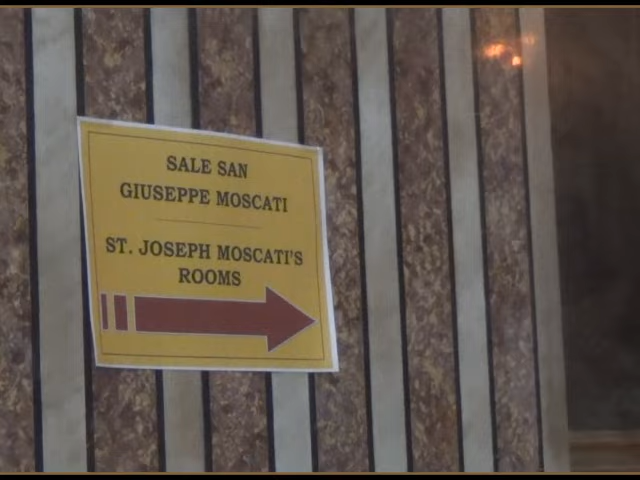 SALE SAN
GIUSEPPE MOSCATI
ST. JOSEPH MOSCATI'S
ROOMS